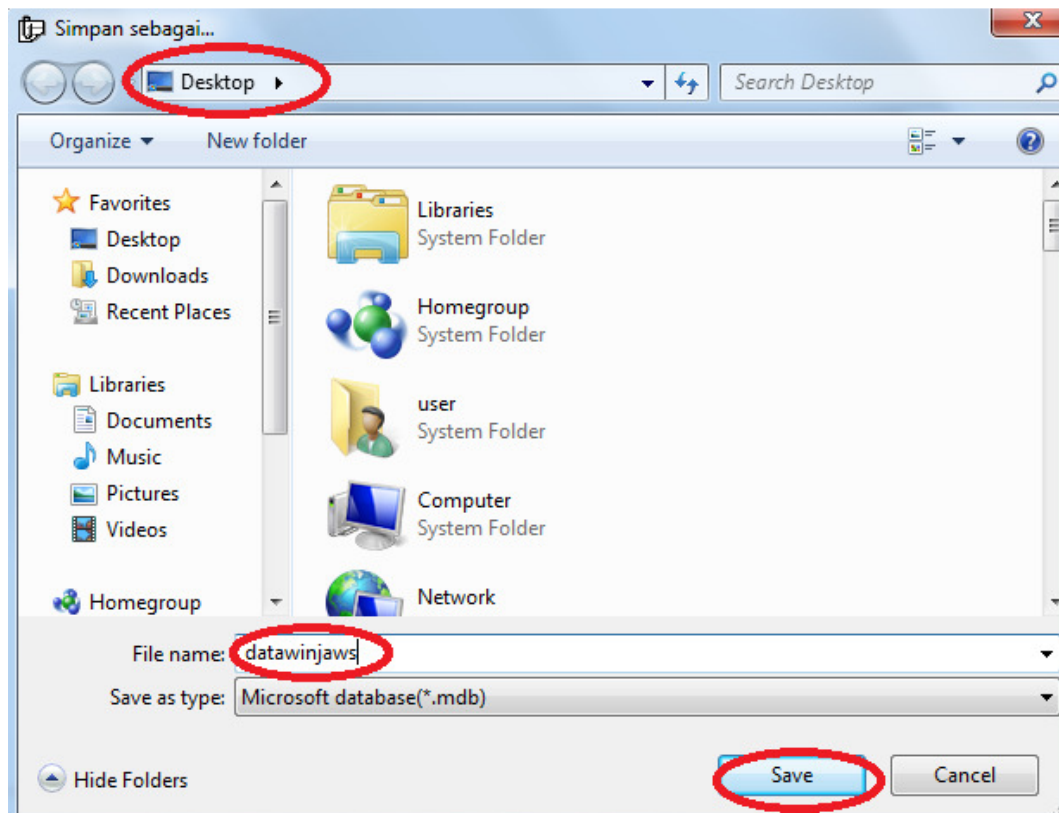 Simpan sebagai...
Desktop
Search Desktop
Organize
New folder
Favorites
Desktop
Downloads
Recent Places
Libraries
Documents
Music
Pictures
Videos
Homegroup
Libraries
System Folder
Homegroup
System Folder
user
System Folder
Computer
System Folder
Network
File name: datawinjaws
Save as type: Microsoft database(*.mdb)
Hide Folders
Save
Cancel